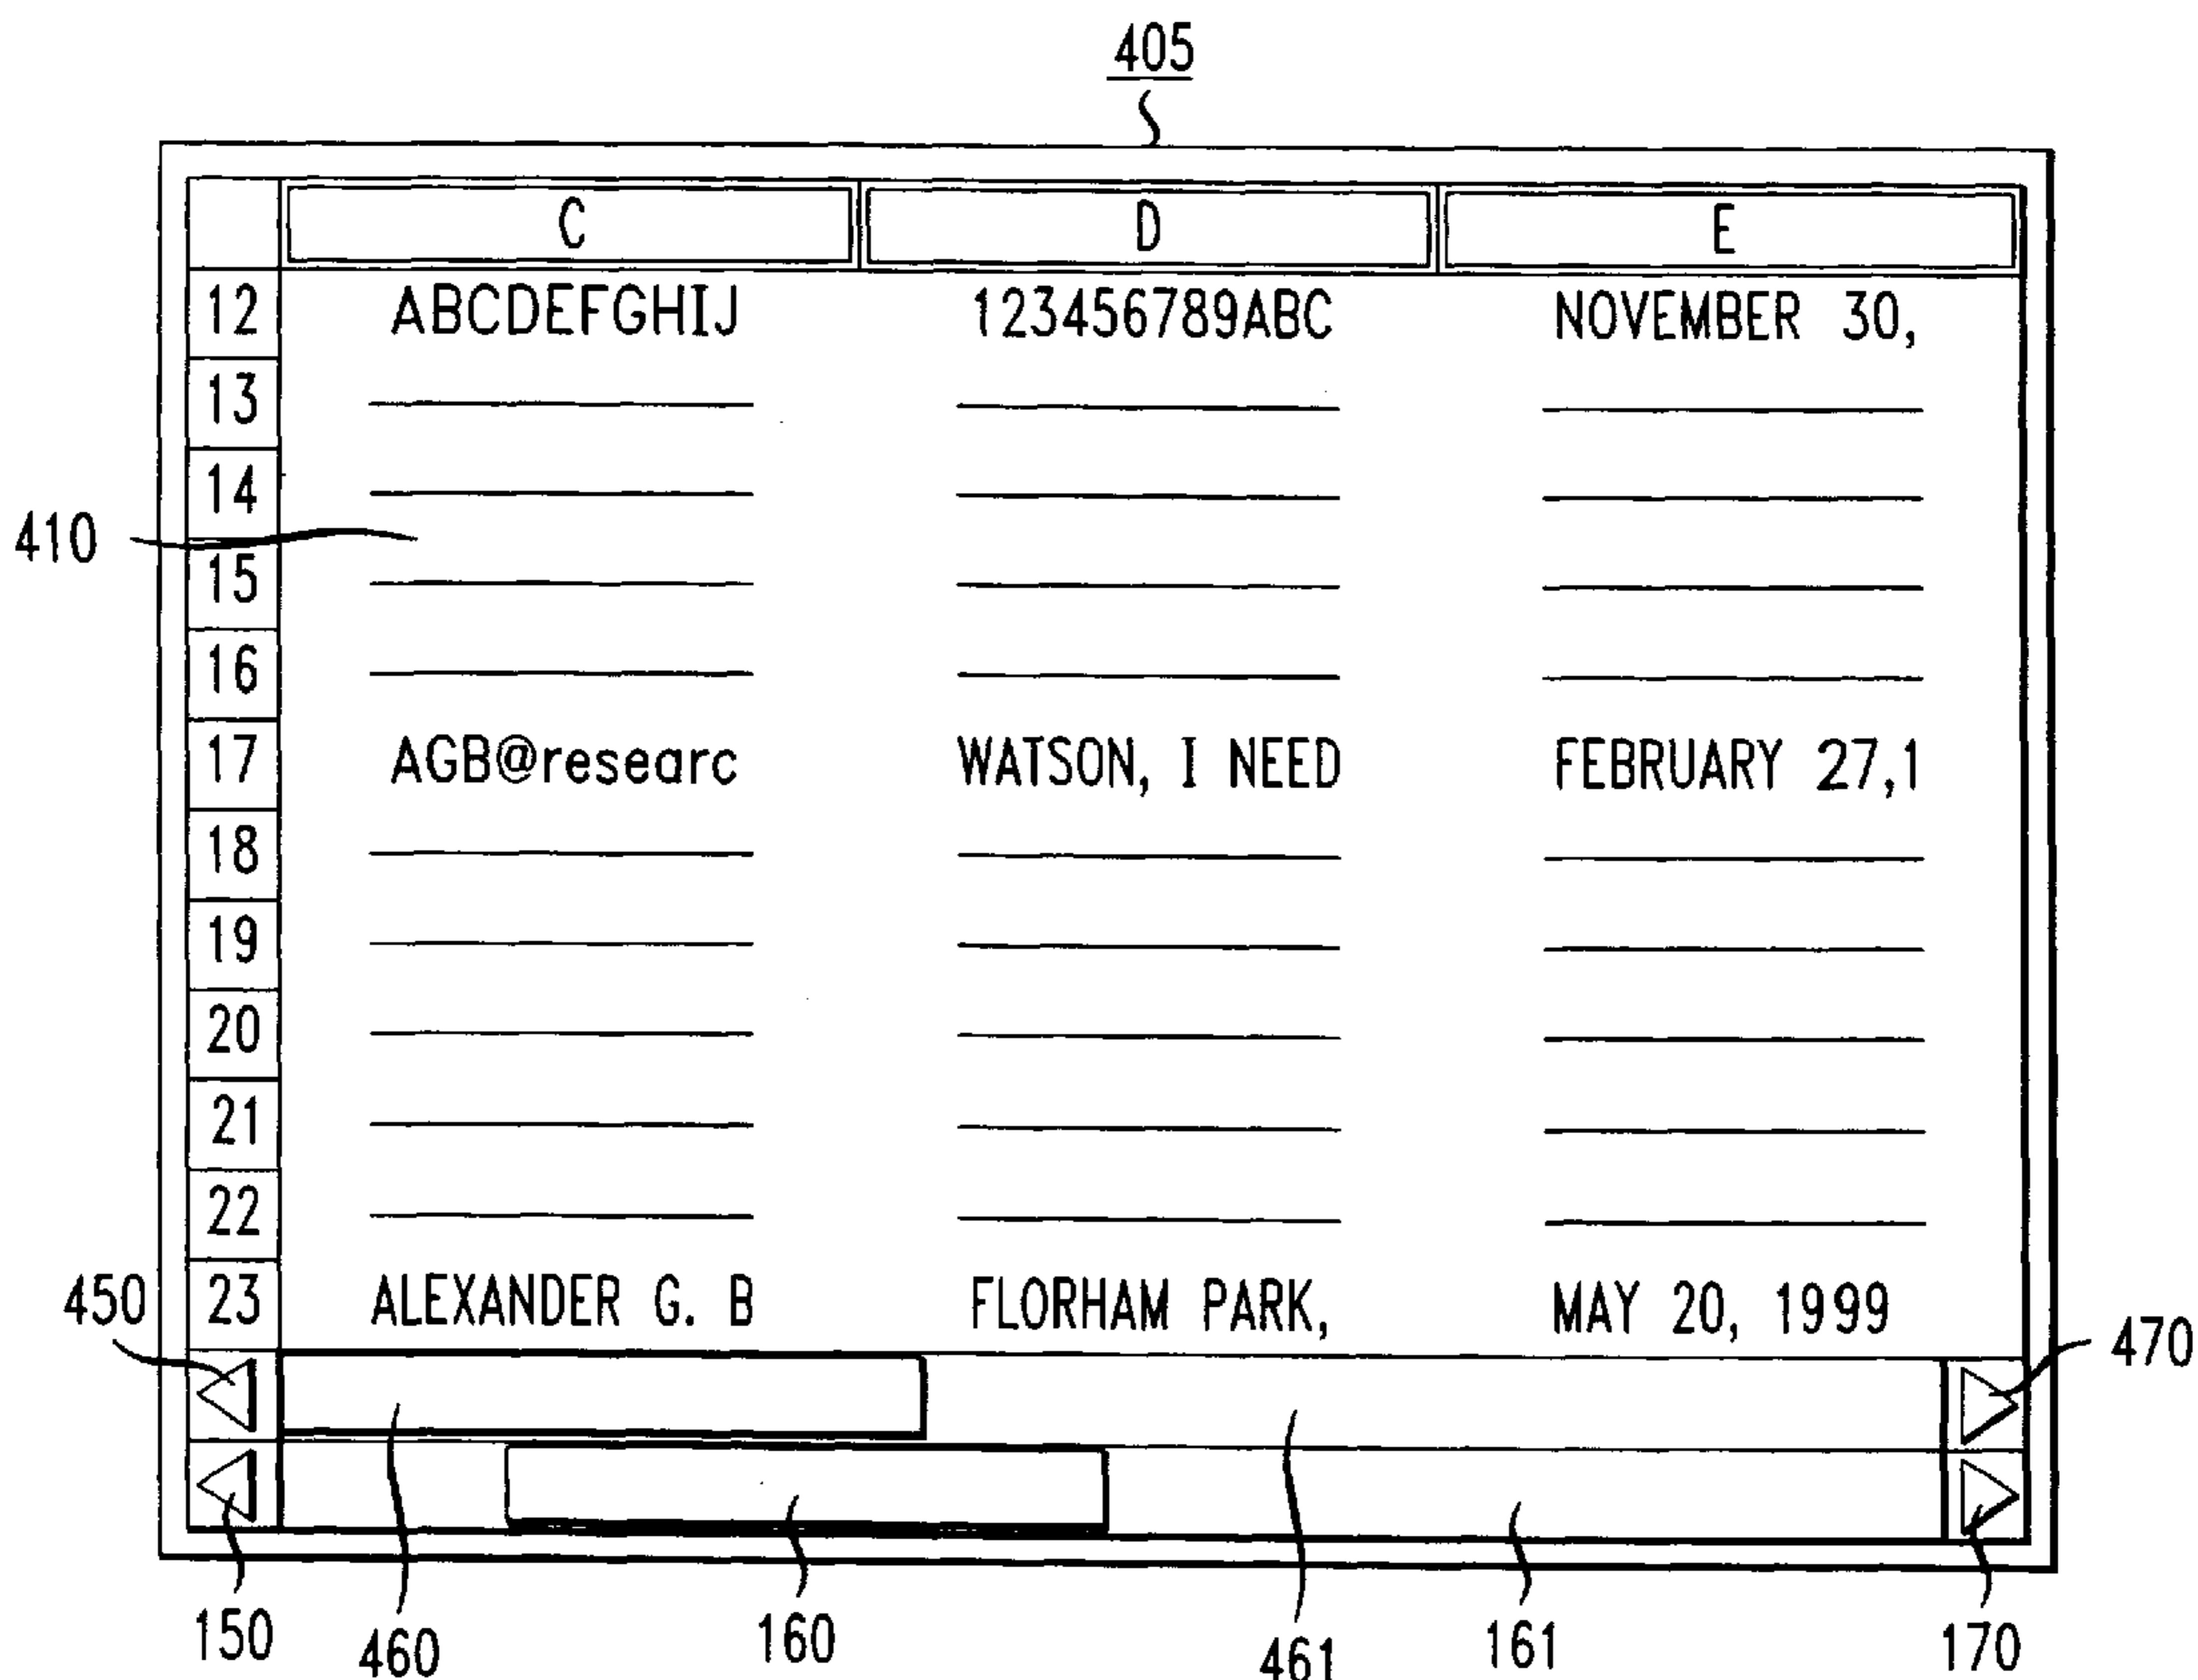 405
C D E
12 ABCDEFGHIJ 123456789ABC NOVEMBER 30,
13
14
410
15
16
17 AGB@researc WATSON, I NEED FEBRUARY 27,1
18
19
20
21
22
450 23 ALEXANDER G. B FLORHAM PARK, MAY 20, 1999
470
150 460 160 461 161 170